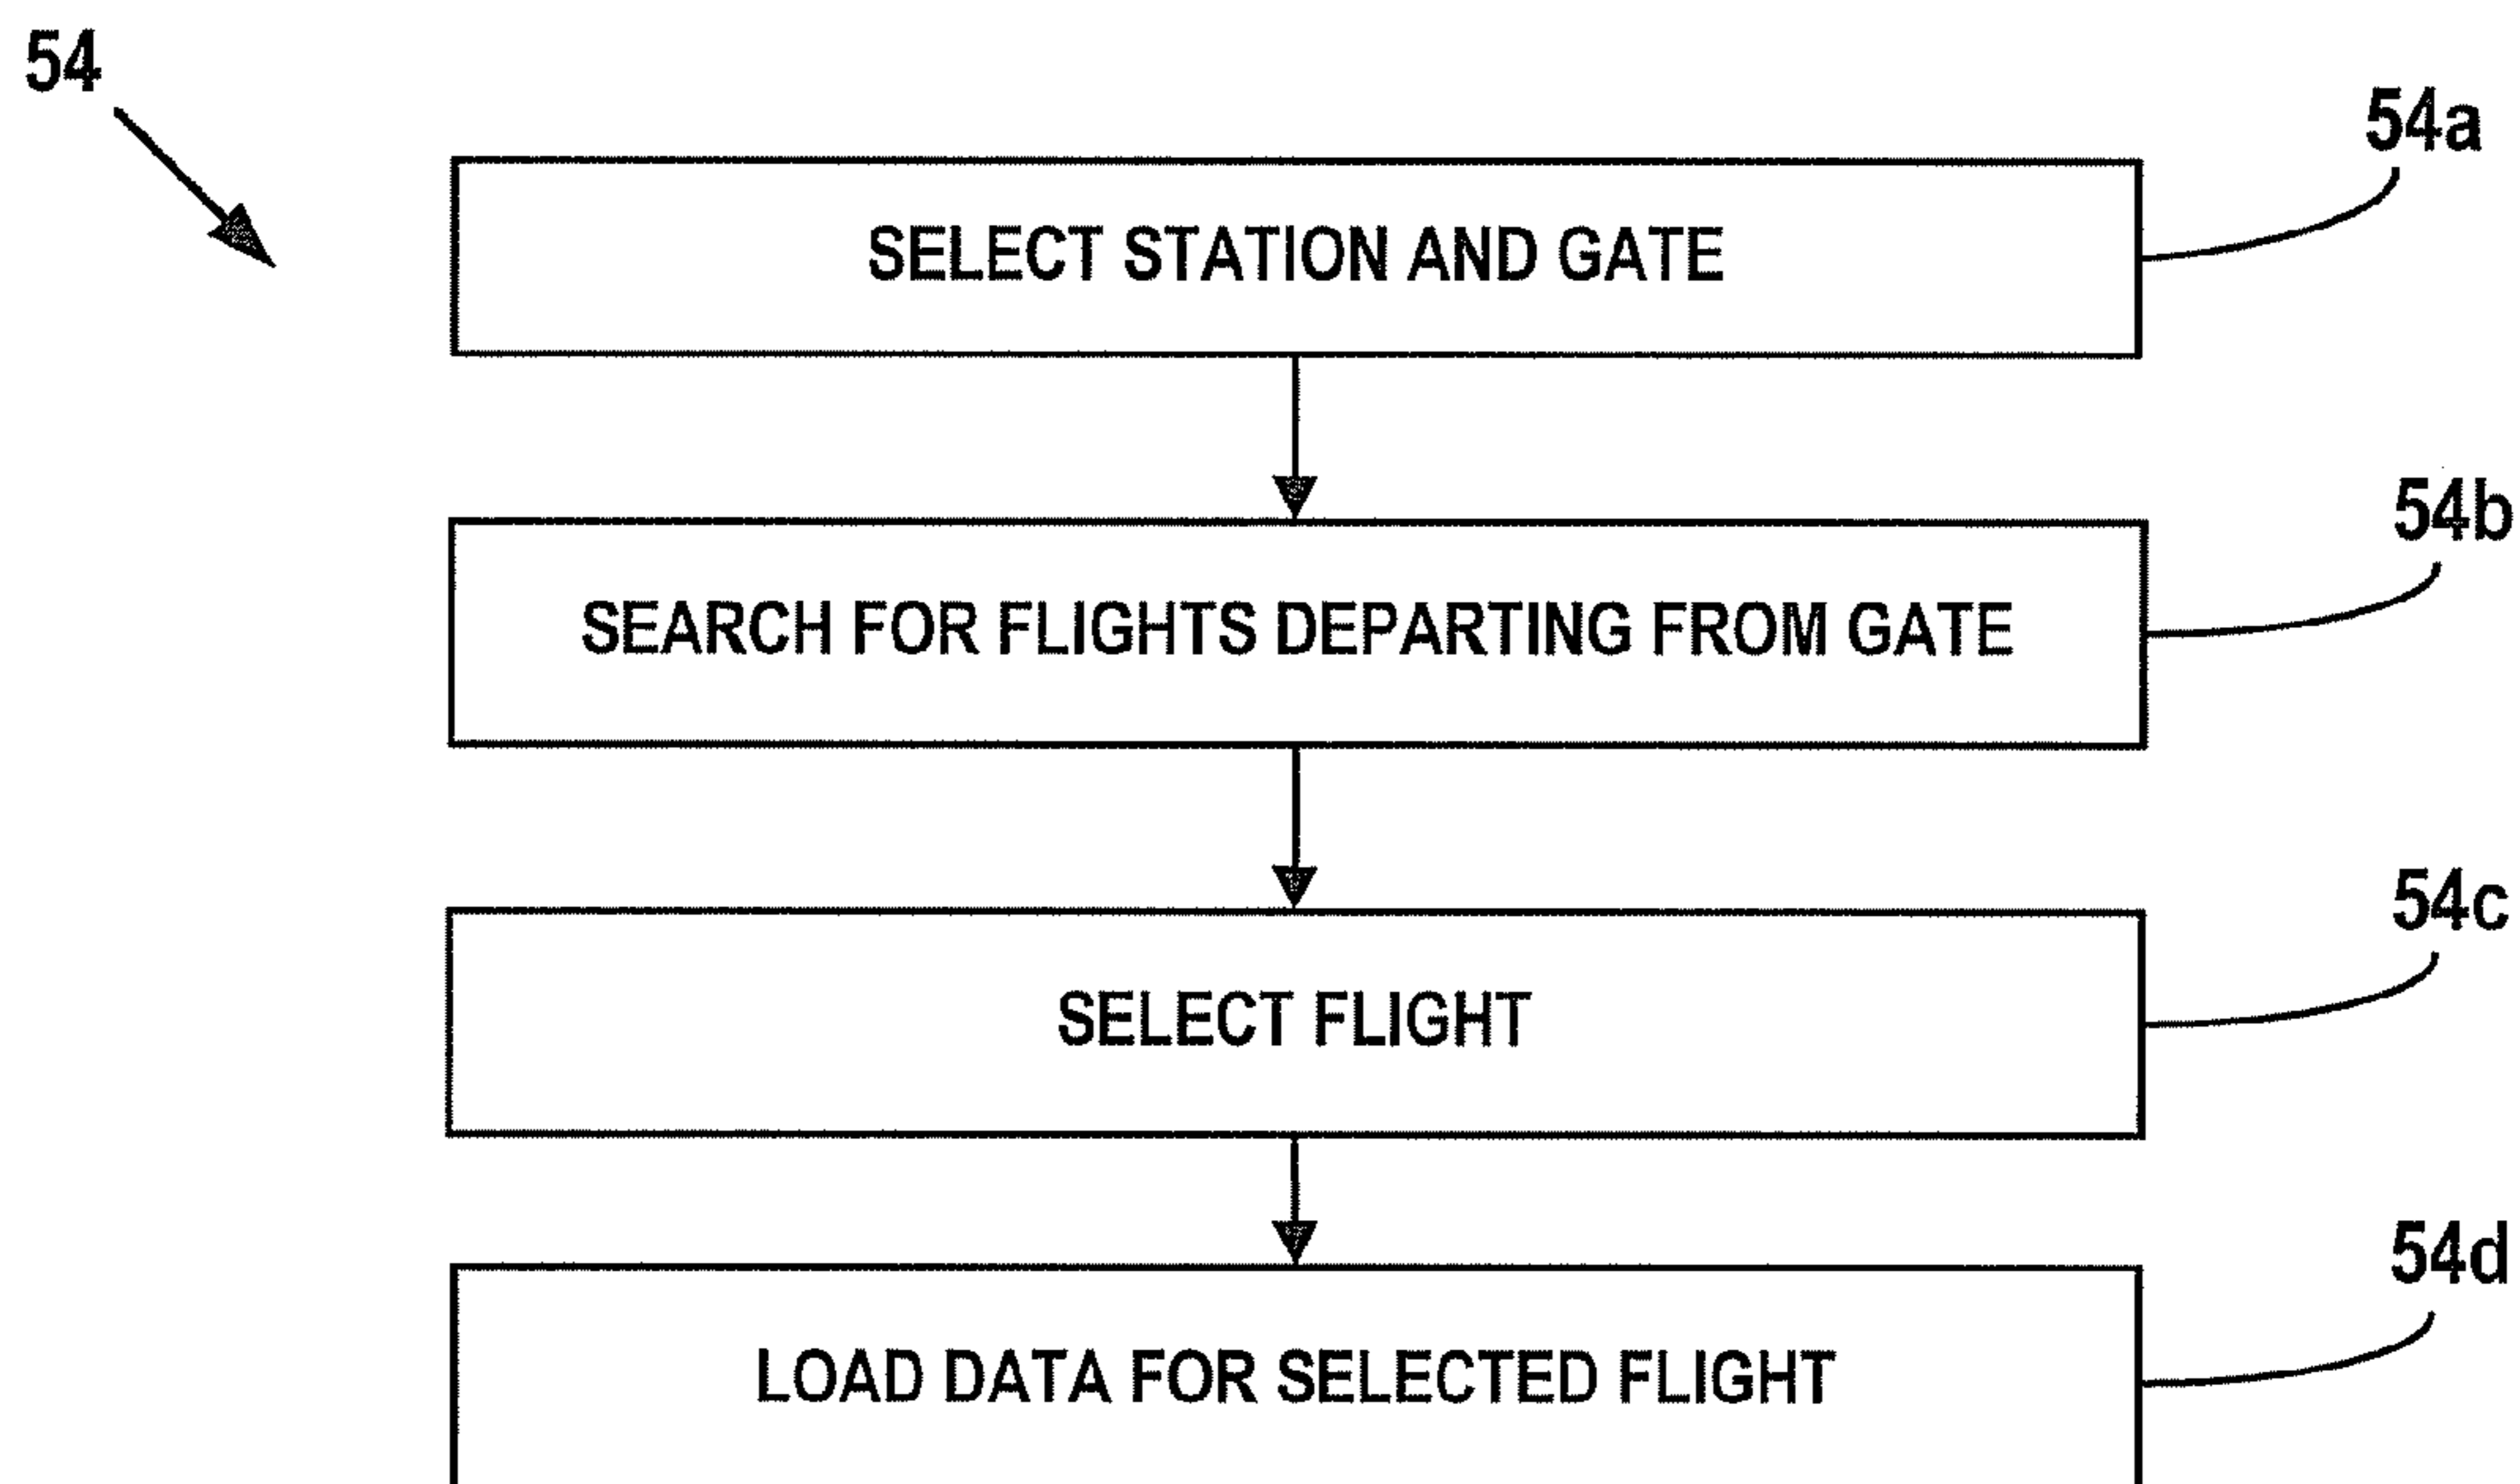 54
54a
SELECT STATION AND GATE
54b
SEARCH FOR FLIGHTS DEPARTING FROM GATE
54c
SELECT FLIGHT
54d
LOAD DATA FOR SELECTED FLIGHT